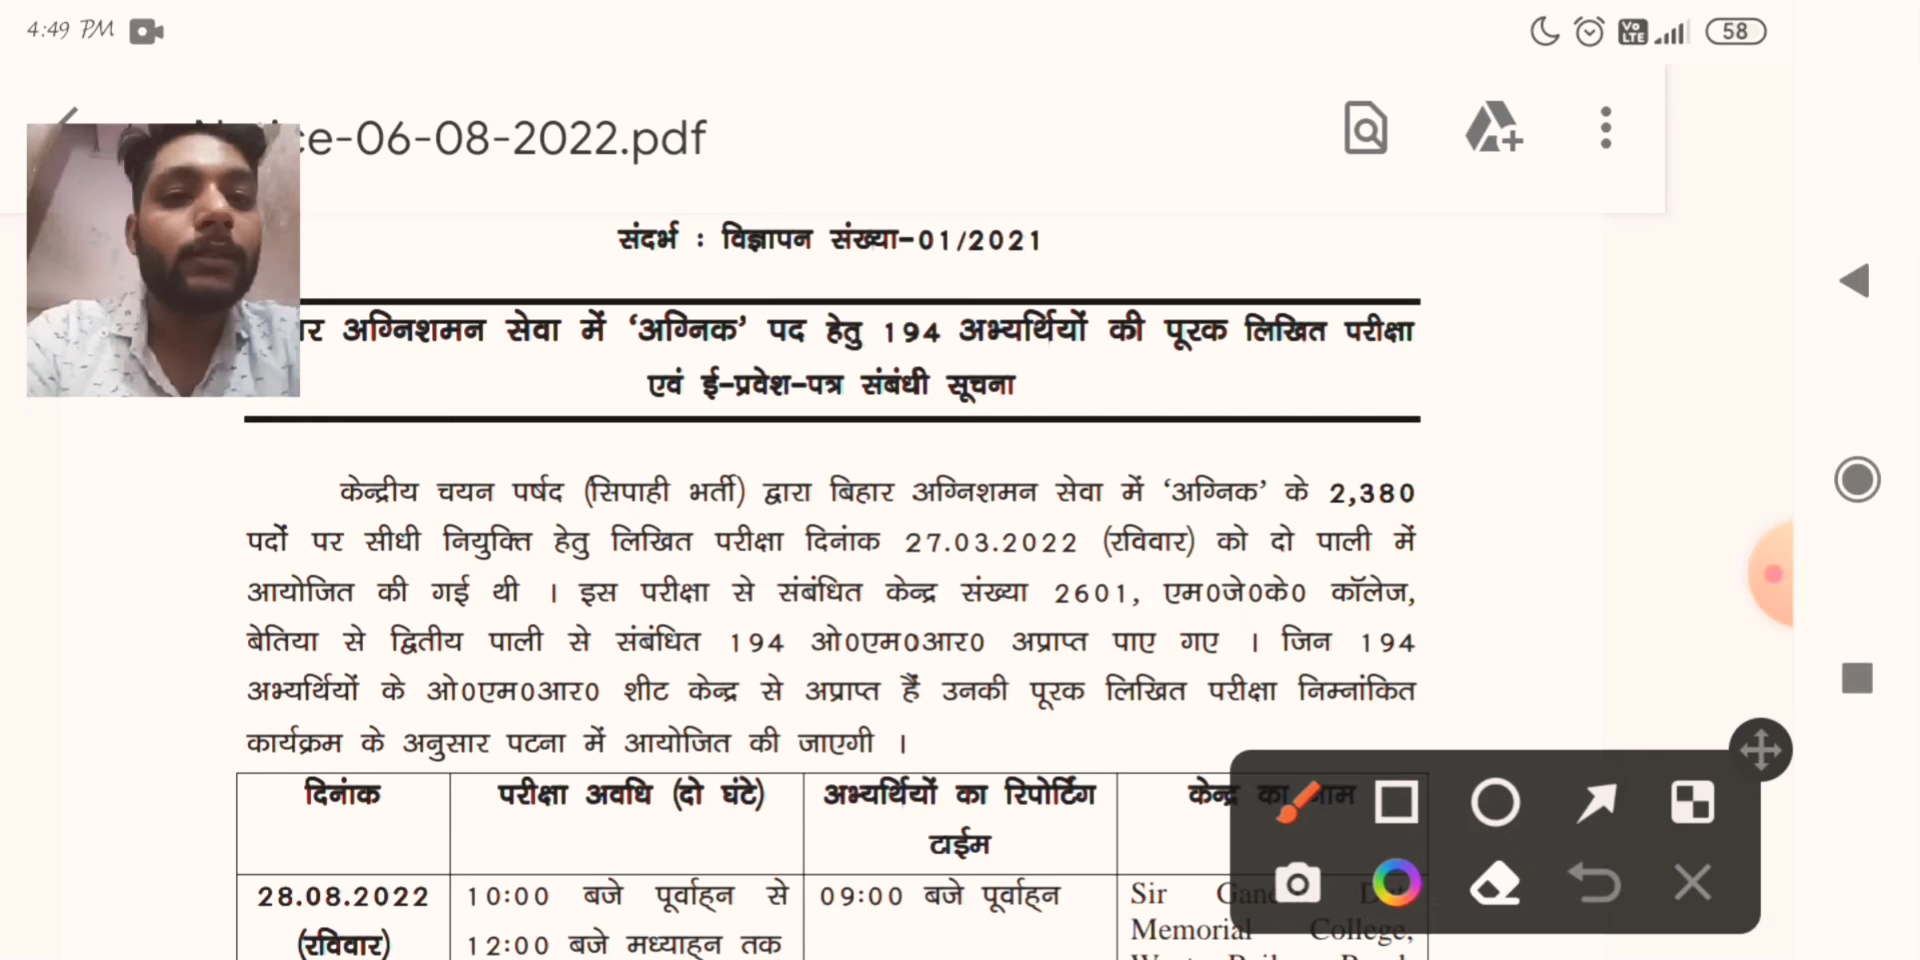 4:49 PM
Vo LTE
58
ce-06-08-2022.pdf
संदर्भ : विज्ञापन संख्या-01/2021
अग्निशमन सेवा में ‘अग्निक’ पद हेतु 194 अभ्यर्थियों की पूरक लिखित परीक्षा
एवं ई-प्रवेश-पत्र संबंधी सूचना
केन्द्रीय चयन पर्षद (सिपाही भर्ती) द्वारा बिहार अग्निशमन सेवा में ‘अग्निक’ के 2,380
पदों पर सीधी नियुक्ति हेतु लिखित परीक्षा दिनांक 27.03.2022 (रविवार) को दो पाली में
आयोजित की गई थी । इस परीक्षा से संबंधित केन्द्र संख्या 2601, एम0जे0के0 कॉलेज,
बेतिया से द्वितीय पाली से संबंधित 194 ओ0एम0आर0 अप्राप्त पाए गए । जिन 194
अभ्यर्थियों के ओ0एम0आर0 शीट केन्द्र से अप्राप्त हैं उनकी पूरक लिखित परीक्षा निम्नांकित
कार्यक्रम के अनुसार पटना में आयोजित की जाएगी ।
दिनांक परीक्षा अवधि (दो घंटे) अभ्यर्थियों का रिपोर्टिंग केन्द्र का नाम
टाईम
28.08.2022 10:00 बजे पूर्वाह्न से 09:00 बजे पूर्वाह्न Sir
(रविवार) 12:00 बजे मध्याह्न तक Memorial College,